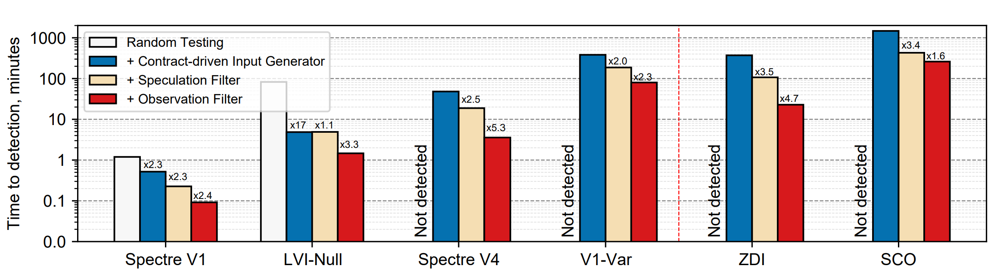 Time to detection, minutes
1000
100
10
1
0.1
0.0
Random Testing
+ Contract-driven Input Generator
+ Speculation Filter
+ Observation Filter
x2.3
x2.3
x2.4
x17
x1.1
x3.3
Not detected
x2.5
x5.3
Not detected
x2.0
x2.3
Not detected
x3.5
x4.7
Not detected
x3.4
x1.6
Spectre V1
LVI-Null
Spectre V4
V1-Var
ZDI
SCO